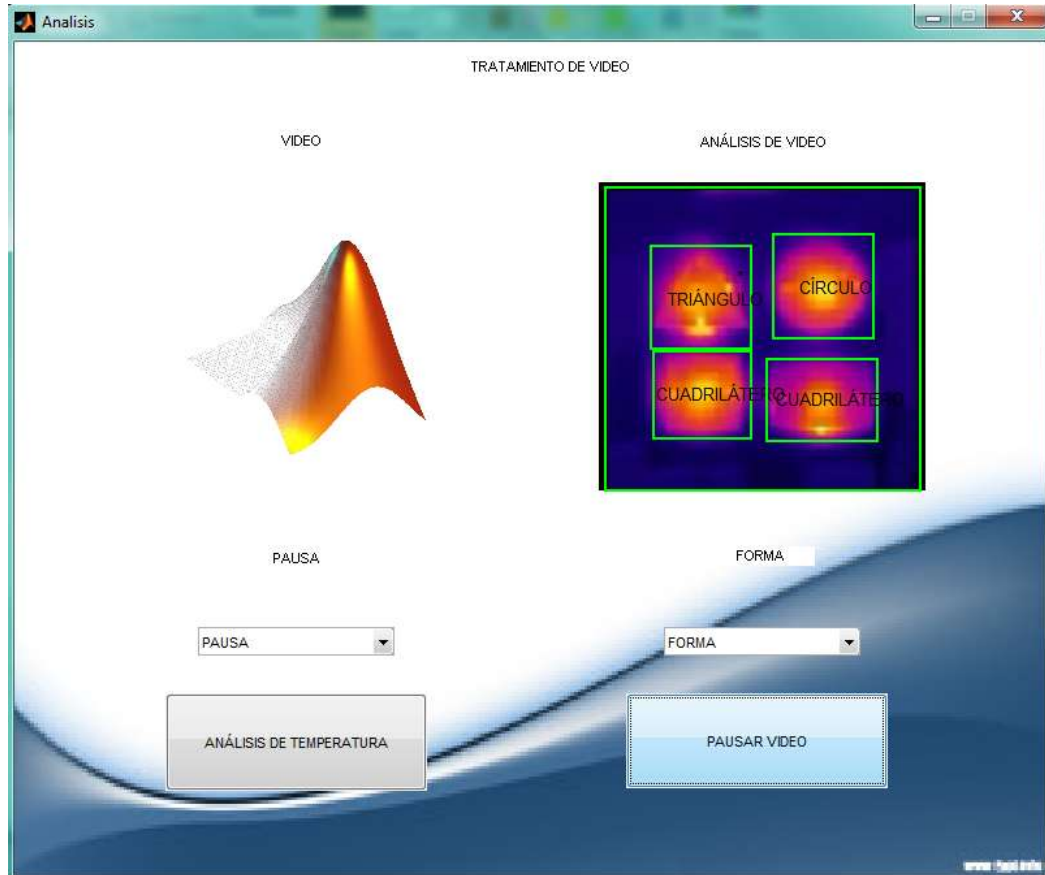 Analisis
TRATAMIENTO DE VIDEO
VIDEO
ANÁLISIS DE VIDEO
TRIÁNGULO
CÍRCULO
CUADRILÁTERO
CUADRILÁTERO
PAUSA
FORMA
PAUSA
FORMA
ANÁLISIS DE TEMPERATURA
PAUSAR VIDEO